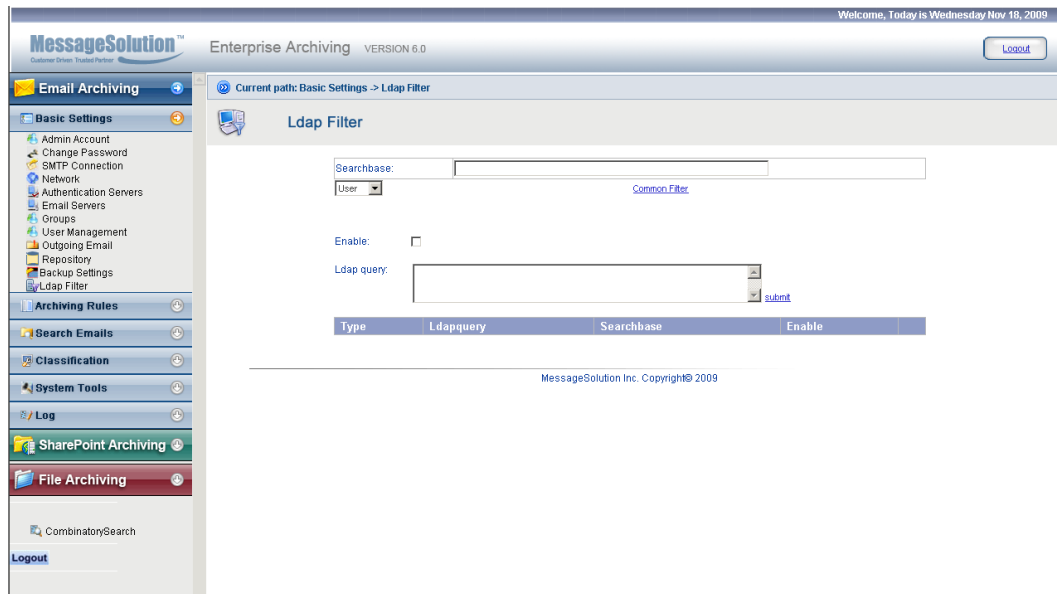 Welcome, Today is Wednesday Nov 18, 2009
MessageSolution™
Customer Driven Trusted Partner
Enterprise Archiving VERSION 6.0
Logout
Email Archiving
Current path: Basic Settings -> Ldap Filter
Basic Settings
Ldap Filter
Admin Account
Change Password
SMTP Connection
Network
Authentication Servers
Email Servers
Groups
User Management
Outgoing Email
Repository
Backup Settings
Ldap Filter
Archiving Rules
Search Emails
Classification
System Tools
Log
SharePoint Archiving
File Archiving
CombinatorySearch
Logout
Searchbase:
User
Common Filter
Enable:
Ldap query:
submit
Type Ldapquery Searchbase Enable
MessageSolution Inc. Copyright© 2009